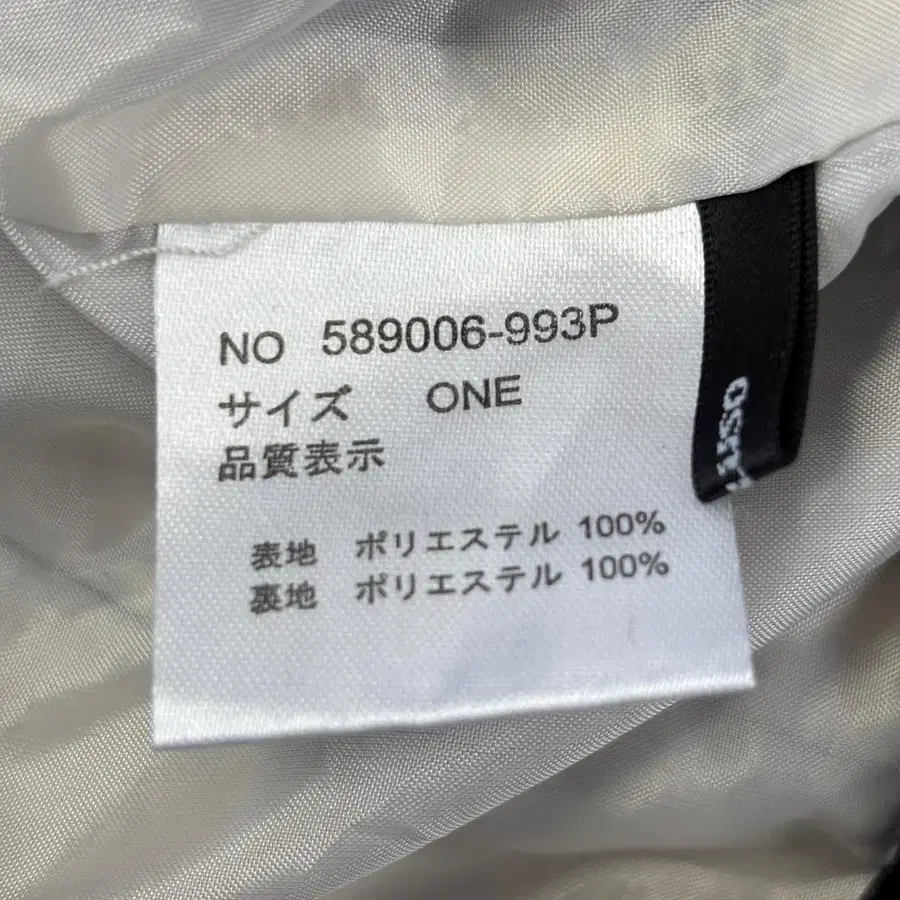 NO 589006-993P
サイズ ONE
品質表示
表地 ポリエステル 100%
裏地 ポリエステル 100%